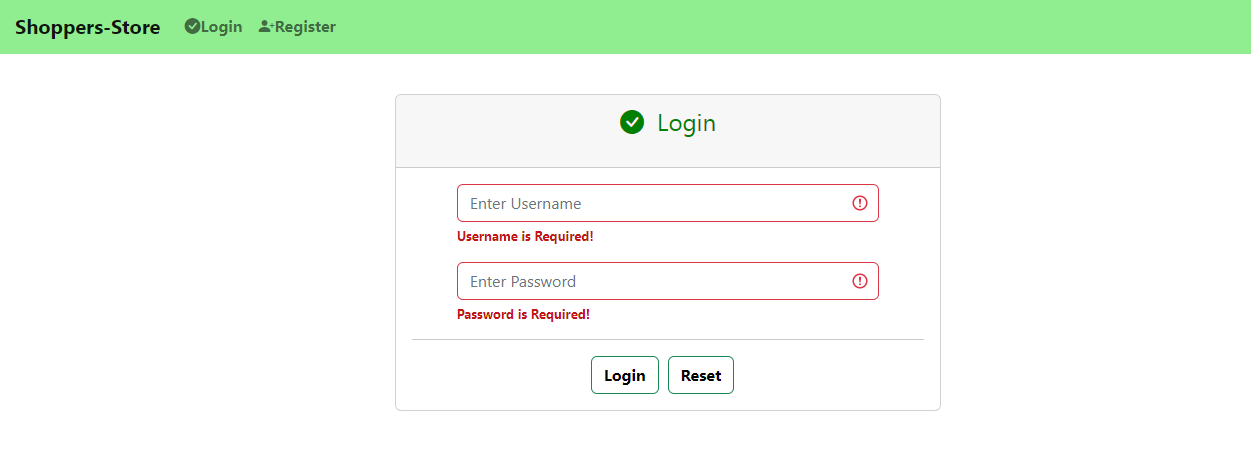 Shoppers-Store Login Register
Login
Enter Username
Username is Required!
Enter Password
Password is Required!
Login Reset